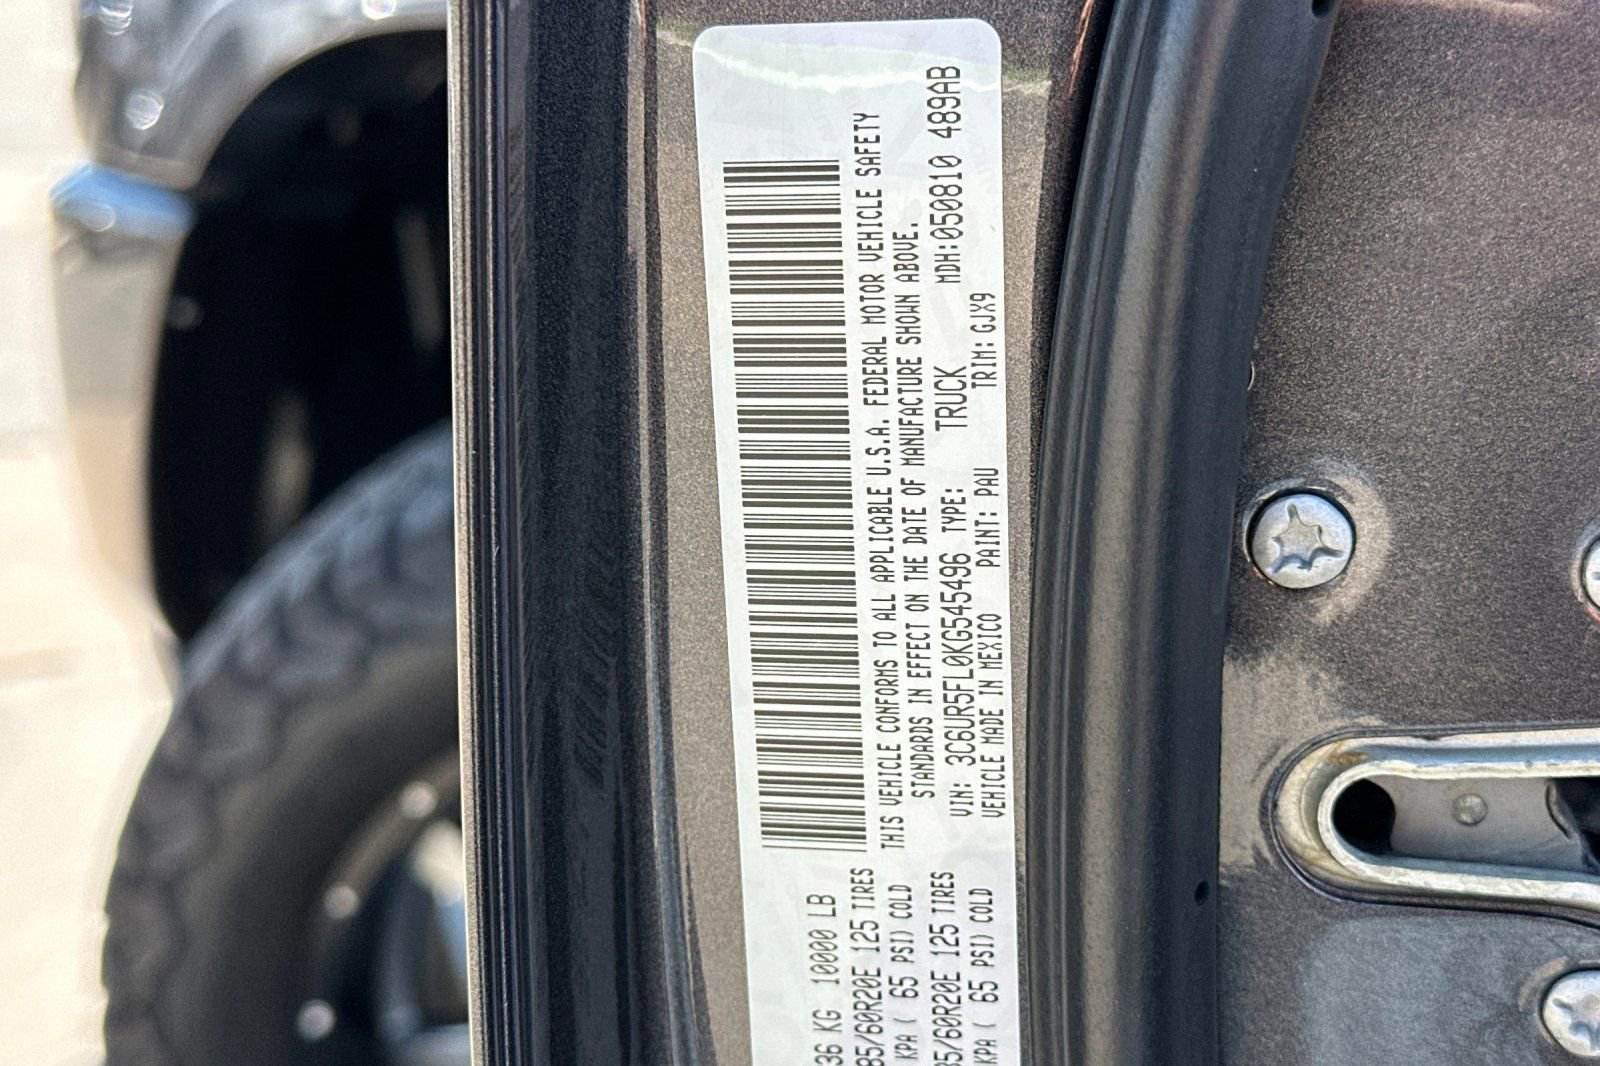 36 KG 10000 LB
85/60R20E 125 TIRES
KPA ( 65 PSI) COLD
85/60R20E 125 TIRES
KPA ( 65 PSI) COLD
THIS VEHICLE CONFORMS TO ALL APPLICABLE U.S.A. FEDERAL MOTOR VEHICLE SAFETY
STANDARDS IN EFFECT ON THE DATE OF MANUFACTURE SHOWN ABOVE.
VIN: 3C6UR5FL0KG545496 TYPE: TRUCK MDH:050810 489AB
VEHICLE MADE IN MEXICO PAINT: PAU TRIM: GJX9